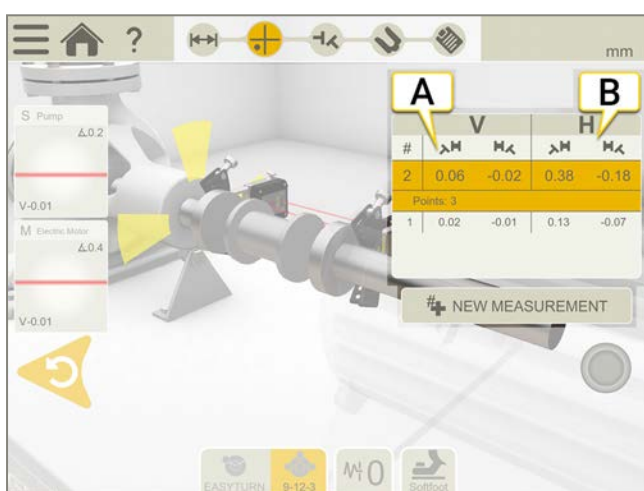 ?
mm
A
B
S Pump
∡0.2
V-0.01
M Electric Motor
∡0.4
V-0.01
V H
#
2 0.06 -0.02 0.38 -0.18
Points: 3
1 0.02 -0.01 0.13 -0.07
NEW MEASUREMENT
EASYTURN
9-12-3
0
Softfoot